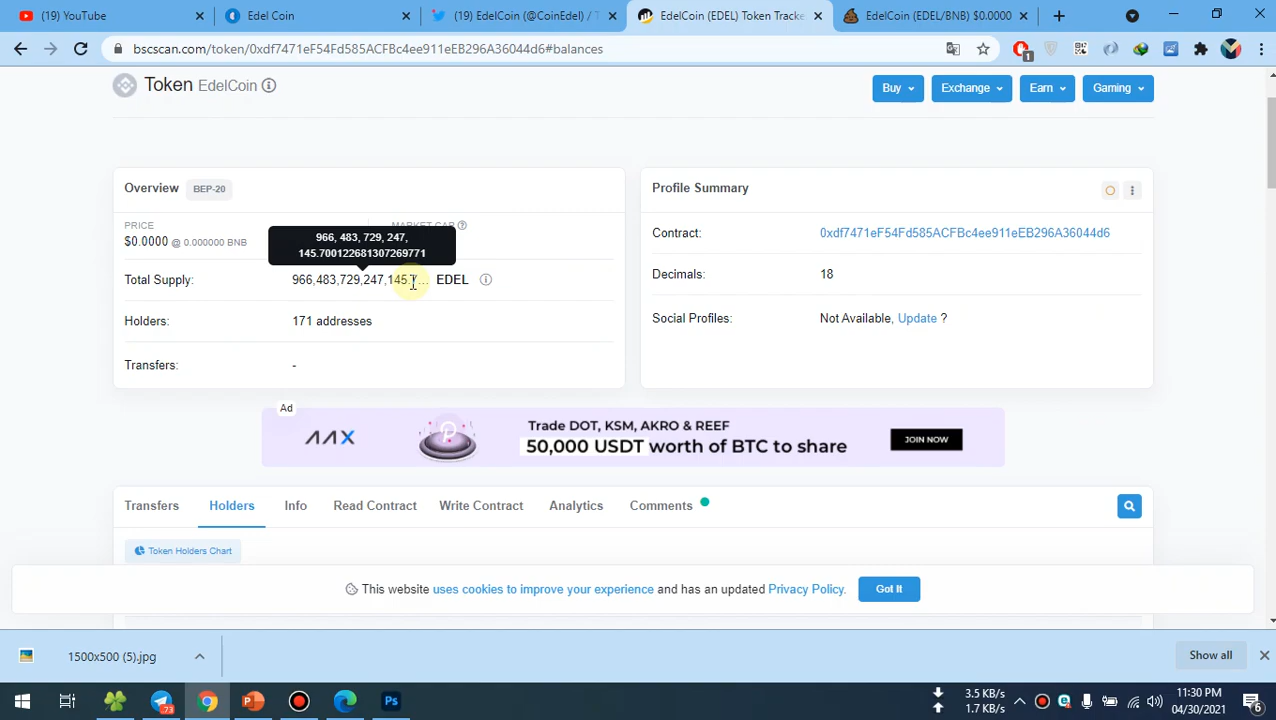 (19) YouTube
Edel Coin
(19) EdelCoin (@CoinEdel) / T
EdelCoin (EDEL) Token Tracke
EdelCoin (EDEL/BNB) $0.0000
bscscan.com/token/0xdf7471eF54Fd585ACFBc4ee911eEB296A36044d6#balances
1
Token EdelCoin
Buy
Exchange
Earn
Gaming
Overview BEP-20
Profile Summary
PRICE
MARKET CAP
$0.0000 @ 0.000000 BNB
966, 483, 729, 247,
145.700122681307269771
Contract:
0xdf7471eF54Fd585ACFBc4ee911eEB296A36044d6
Total Supply:
966,483,729,247,145.7... EDEL
Decimals:
18
Holders:
171 addresses
Social Profiles:
Not Available, Update ?
Transfers:
-
Ad
AAX
Trade DOT, KSM, AKRO & REEF
50,000 USDT worth of BTC to share
JOIN NOW
Transfers
Holders
Info
Read Contract
Write Contract
Analytics
Comments
Token Holders Chart
This website uses cookies to improve your experience and has an updated Privacy Policy.
Got It
1500x500 (5).jpg
Show all
73
3.5 KB/s
1.7 KB/s
11:30 PM
04/30/2021
6